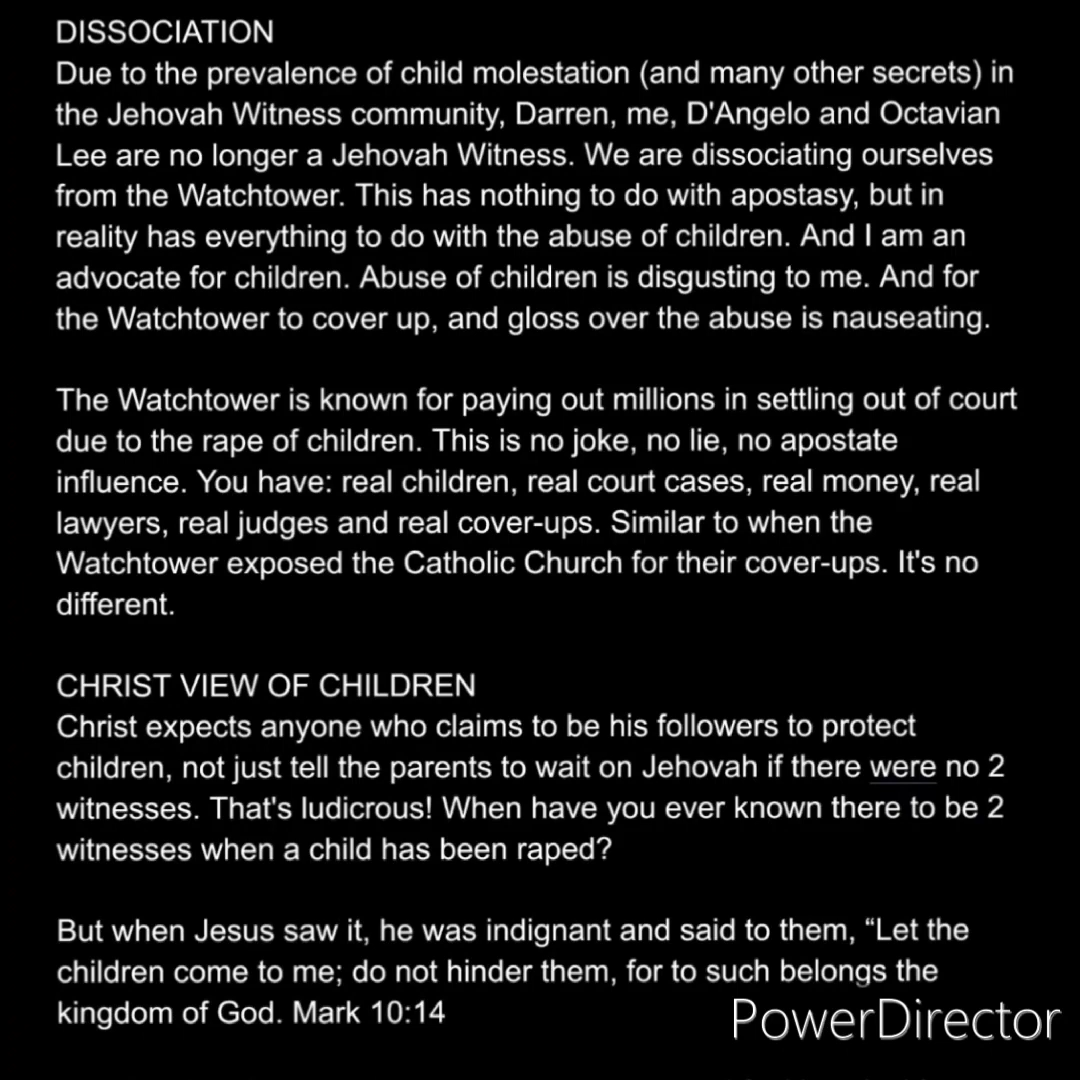 DISSOCIATION
Due to the prevalence of child molestation (and many other secrets) in
the Jehovah Witness community, Darren, me, D'Angelo and Octavian
Lee are no longer a Jehovah Witness. We are dissociating ourselves
from the Watchtower. This has nothing to do with apostasy, but in
reality has everything to do with the abuse of children. And I am an
advocate for children. Abuse of children is disgusting to me. And for
the Watchtower to cover up, and gloss over the abuse is nauseating.
The Watchtower is known for paying out millions in settling out of court
due to the rape of children. This is no joke, no lie, no apostate
influence. You have: real children, real court cases, real money, real
lawyers, real judges and real cover-ups. Similar to when the
Watchtower exposed the Catholic Church for their cover-ups. It's no
different.
CHRIST VIEW OF CHILDREN
Christ expects anyone who claims to be his followers to protect
children, not just tell the parents to wait on Jehovah if there were no 2
witnesses. That's ludicrous! When have you ever known there to be 2
witnesses when a child has been raped?
But when Jesus saw it, he was indignant and said to them, “Let the
children come to me; do not hinder them, for to such belongs the
kingdom of God. Mark 10:14
PowerDirector